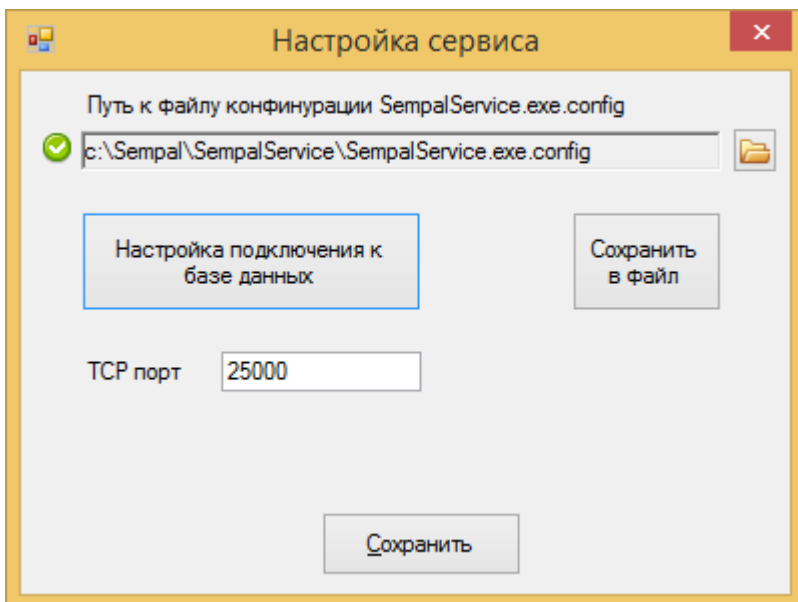 Настройка сервиса
Путь к файлу конфинурации SempalService.exe.config
c:\Sempal\SempalService\SempalService.exe.config
Настройка подключения к
базе данных
Сохранить
в файл
TCP порт 25000
Сохранить